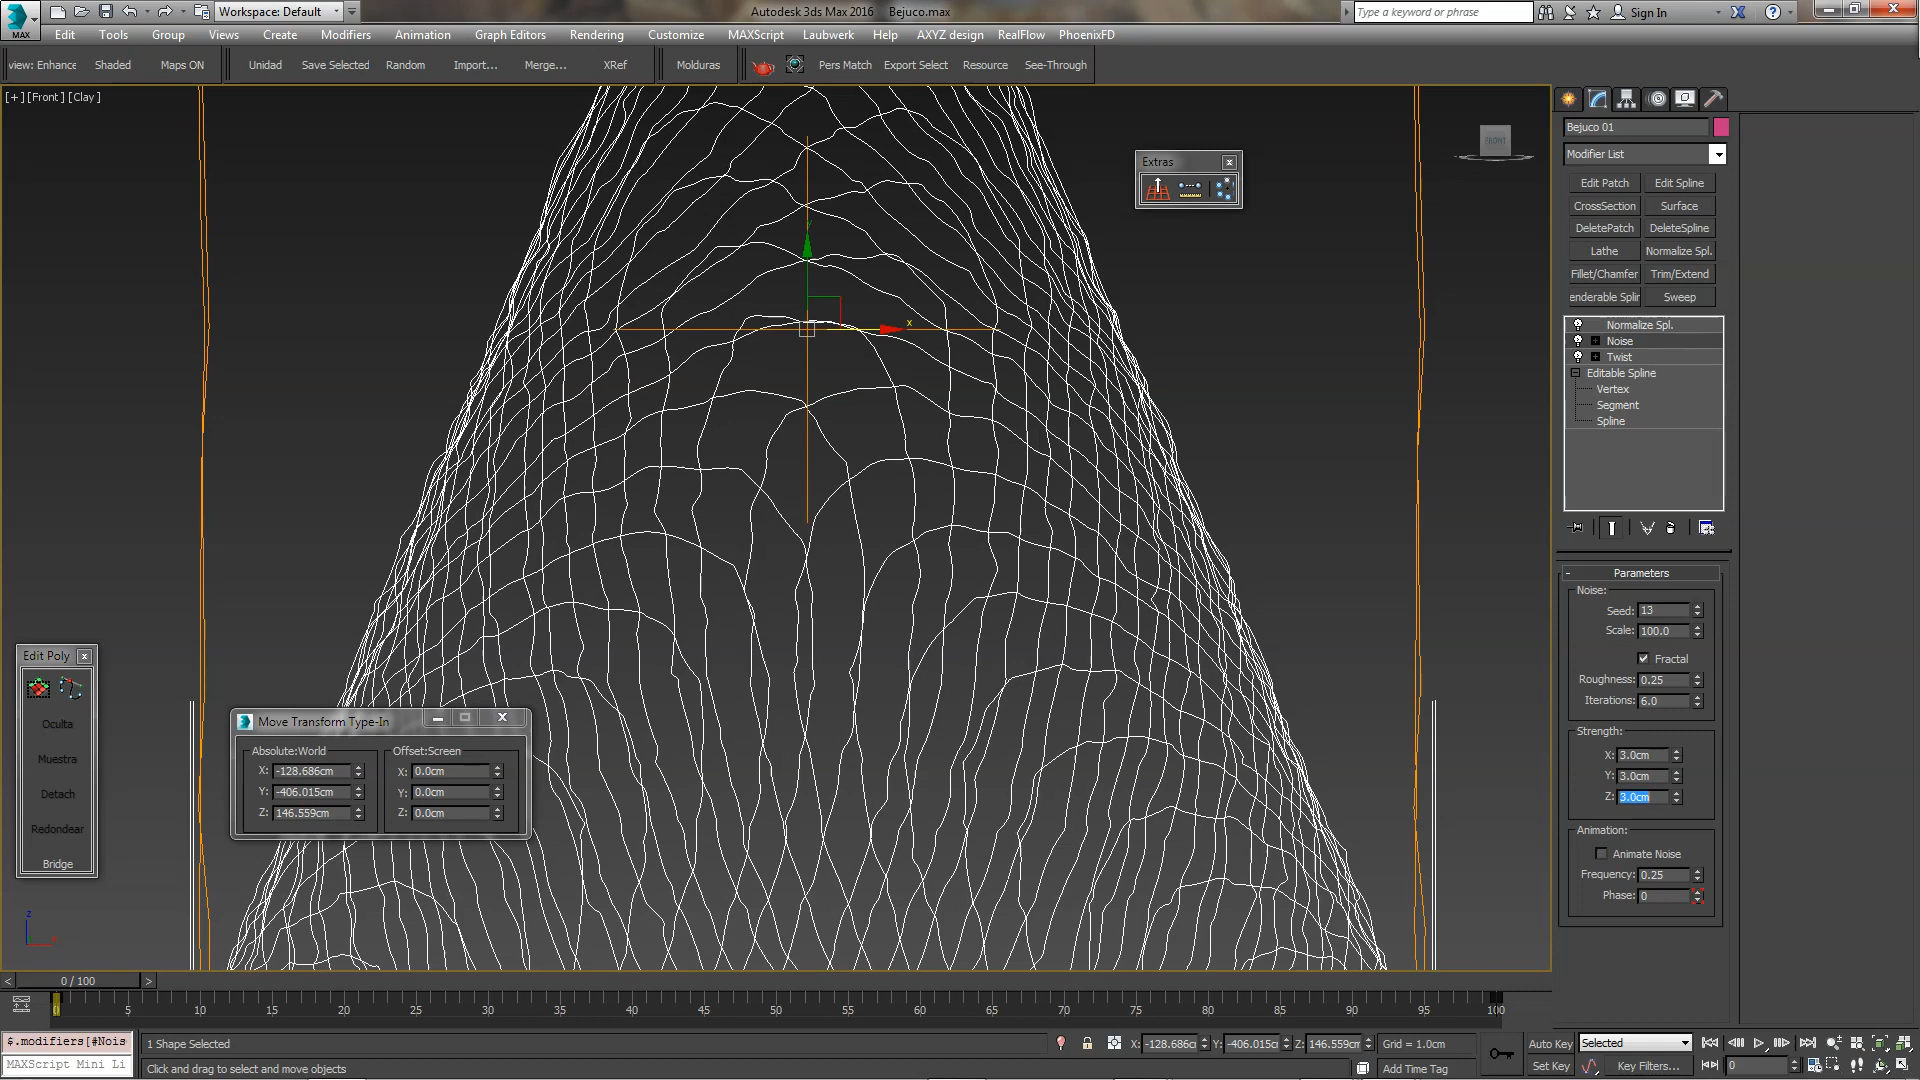 Workspace: Default
Autodesk 3ds Max 2016 Bejuco.max
Type a keyword or phrase
Sign In
MAX
Edit Tools Group Views Create Modifiers Animation Graph Editors Rendering Customize MAXScript Laubwerk Help AXYZ design RealFlow PhoenixFD
view: Enhance Shaded Maps ON Unidad Save Selected Random Import... Merge... XRef Molduras Pers Match Export Select Resource See-Through
[+] [Front] [Clay]
FRONT
Extras
x
Bejuco 01
Modifier List
Edit Patch Edit Spline
CrossSection Surface
DeletePatch DeleteSpline
Lathe Normalize Spl.
Fillet/Chamfer Trim/Extend
enderable Splin Sweep
Normalize Spl.
Noise
Twist
Editable Spline
Vertex
Segment
Spline
Parameters
Noise:
Seed: 13
Scale: 100.0
Fractal
Roughness: 0.25
Iterations: 6.0
Strength:
X: 3.0cm
Y: 3.0cm
Z: 3.0cm
Animation:
Animate Noise
Frequency: 0.25
Phase: 0
Edit Poly
Oculta
Muestra
Detach
Redondear
Bridge
Move Transform Type-In
Absolute:World Offset:Screen
X: -128.686cm X: 0.0cm
Y: -406.015cm Y: 0.0cm
Z: 146.559cm Z: 0.0cm
z
0 / 100
5 10 15 20 25 30 35 40 45 50 55 60 65 70 75 80 85 90 95 100
$.modifiers[#Nois
MAXScript Mini Li
1 Shape Selected
Click and drag to select and move objects
X: -128.686c Y: -406.015c Z: 146.559cm Grid = 1.0cm
Add Time Tag
Auto Key Selected
Set Key Key Filters... 0